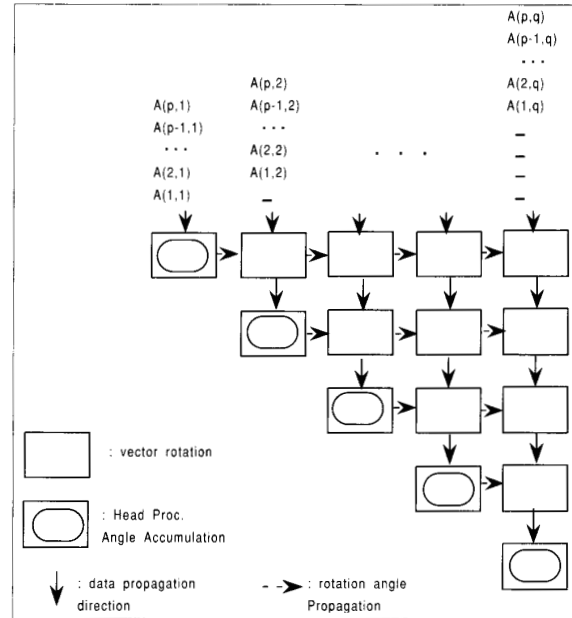 A(p,q)
A(p-1,q)
...
A(2,q)
A(1,q)
–
–
–
–
A(p,2)
A(p-1,2)
...
A(2,2)
A(1,2)
–
. . .
A(p,1)
A(p-1,1)
...
A(2,1)
A(1,1)
: vector rotation
: Head Proc.
Angle Accumulation
: data propagation
direction
: rotation angle
Propagation